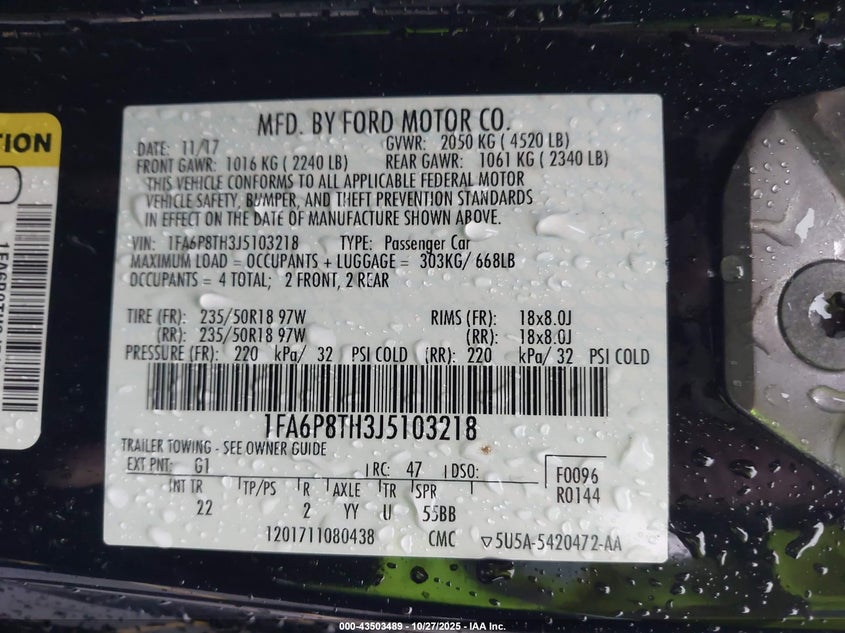 TION
MFD. BY FORD MOTOR CO.
DATE: 11/17 GVWR: 2050 KG ( 4520 LB)
FRONT GAWR: 1016 KG ( 2240 LB) REAR GAWR: 1061 KG ( 2340 LB)
THIS VEHICLE CONFORMS TO ALL APPLICABLE FEDERAL MOTOR
VEHICLE SAFETY, BUMPER, AND THEFT PREVENTION STANDARDS
IN EFFECT ON THE DATE OF MANUFACTURE SHOWN ABOVE.
VIN: 1FA6P8TH3J5103218 TYPE: Passenger Car
MAXIMUM LOAD = OCCUPANTS + LUGGAGE = 303KG/ 668LB
OCCUPANTS = 4 TOTAL; 2 FRONT, 2 REAR
TIRE (FR): 235/50R18 97W RIMS (FR): 18x8.0J
(RR): 235/50R18 97W (RR): 18x8.0J
PRESSURE (FR): 220 kPa/ 32 PSI COLD (RR): 220 kPa/ 32 PSI COLD
1FA6P8TH3J5103218
TRAILER TOWING - SEE OWNER GUIDE
EXT PNT: G1 RC: 47 DSO: F0096
R0144
INT TR TP/PS R AXLE TR SPR
22 2 YY U 55BB
1201711080438 CMC ▽5U5A-5420472-AA
000-43503489 - 10/27/2025 - IAA Inc.